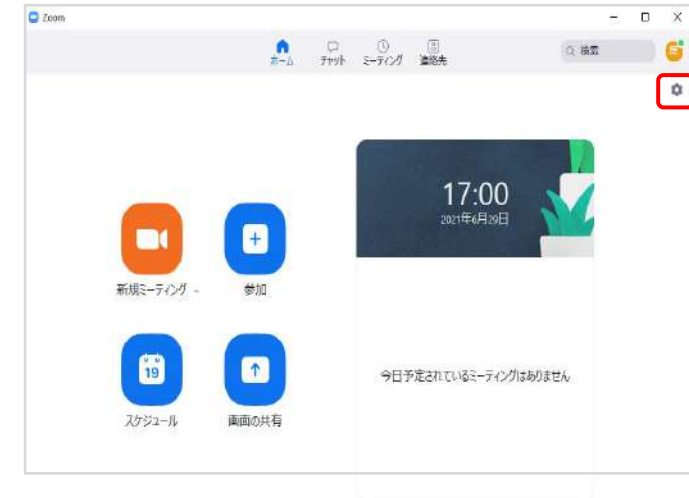 Zoom
ホーム
チャット
ミーティング
連絡先
検索
17:00
2021年6月29日
新規ミーティング
参加
19
スケジュール
画面の共有
今日予定されているミーティングはありません